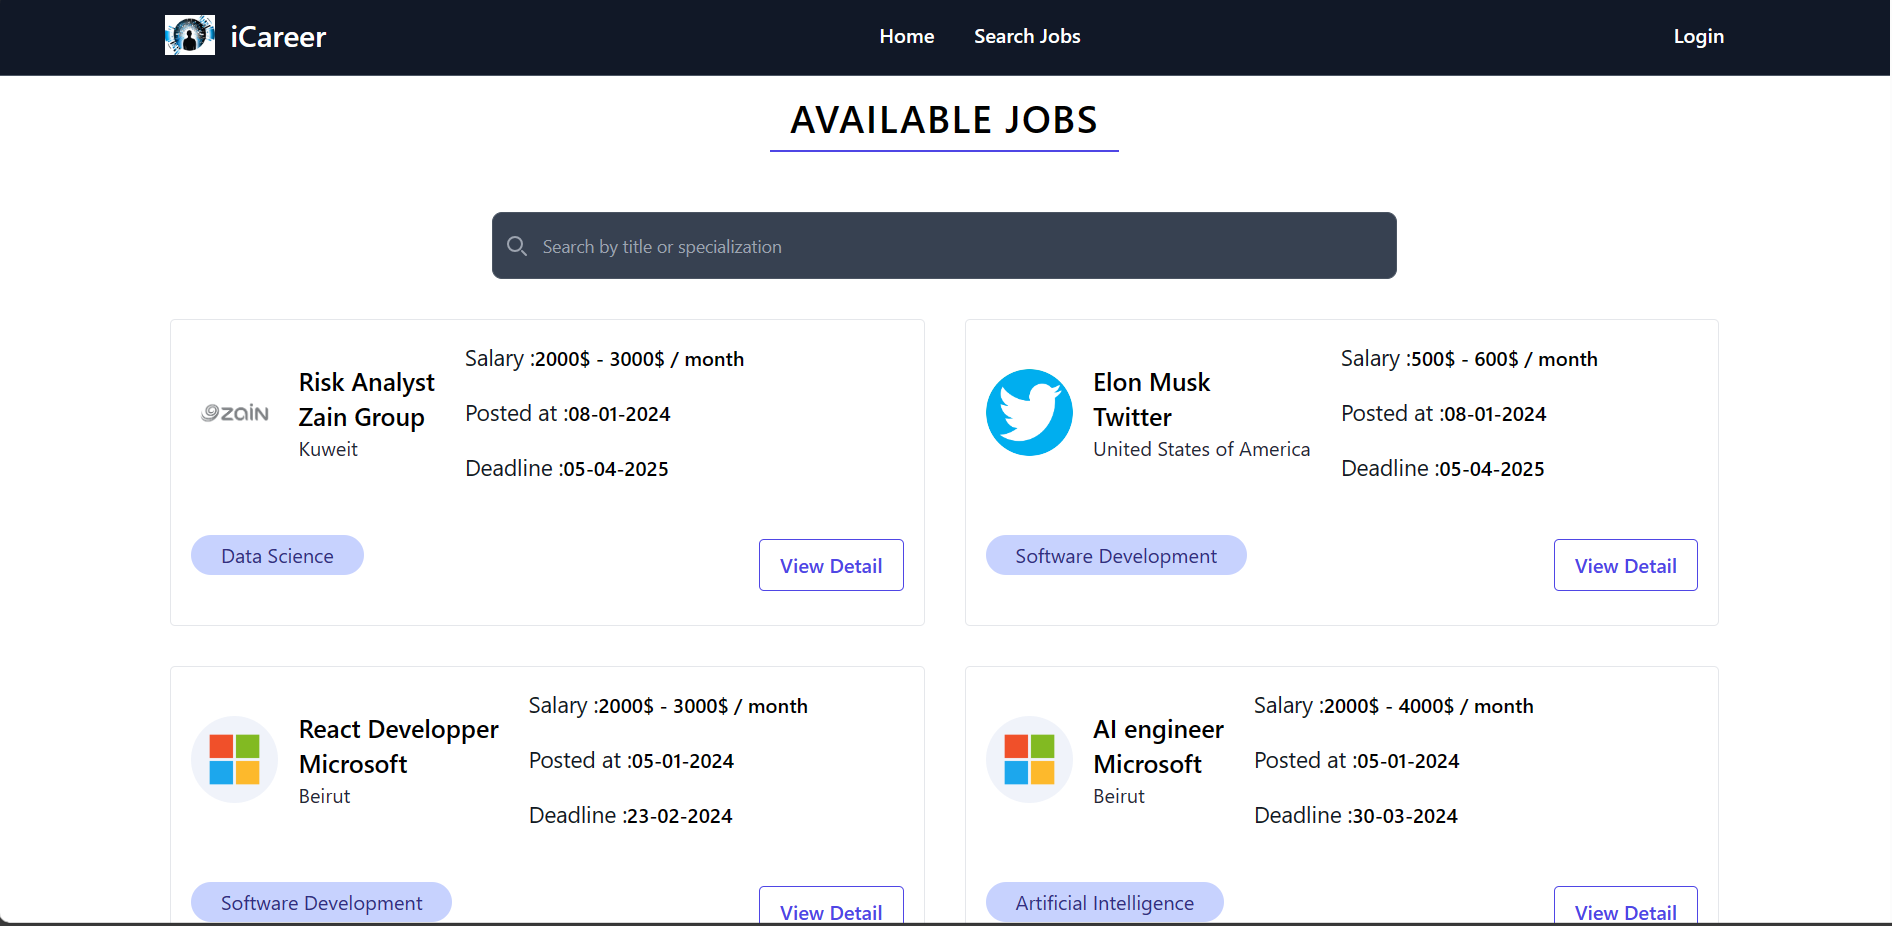 iCareer
Home
Search Jobs
Login
AVAILABLE JOBS
Search by title or specialization
zain
Risk Analyst
Zain Group
Kuweit
Salary :2000$ - 3000$ / month
Posted at :08-01-2024
Deadline :05-04-2025
Data Science
View Detail
Elon Musk
Twitter
United States of America
Salary :500$ - 600$ / month
Posted at :08-01-2024
Deadline :05-04-2025
Software Development
View Detail
React Developper
Microsoft
Beirut
Salary :2000$ - 3000$ / month
Posted at :05-01-2024
Deadline :23-02-2024
Software Development
View Detail
AI engineer
Microsoft
Beirut
Salary :2000$ - 4000$ / month
Posted at :05-01-2024
Deadline :30-03-2024
Artificial Intelligence
View Detail